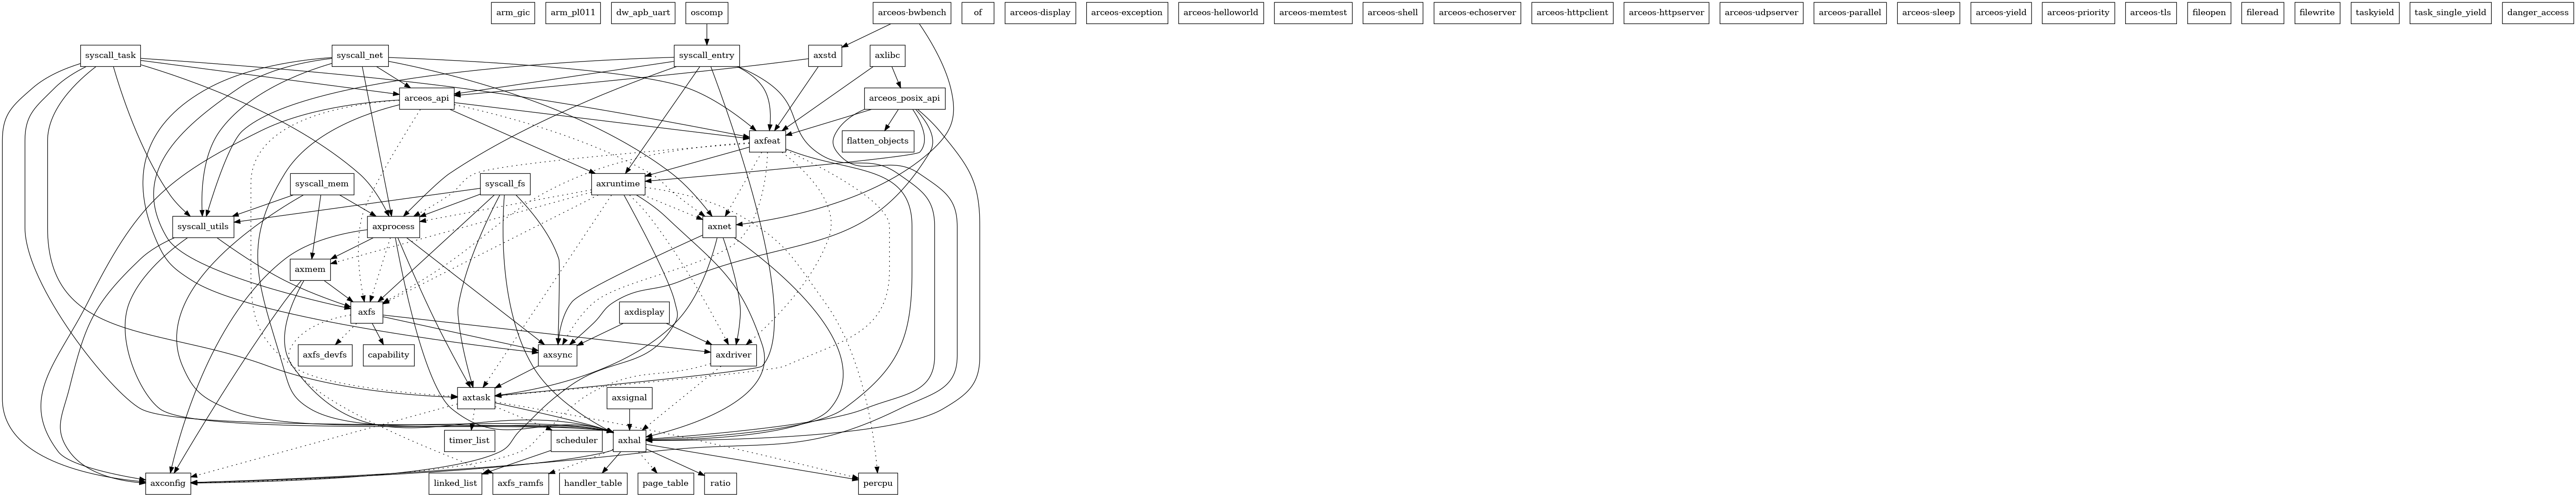 arm_gic
arm_pl011
dw_apb_uart
oscomp
arceos-bwbench
of
arceos-display
arceos-exception
arceos-helloworld
arceos-memtest
arceos-shell
arceos-echoserver
arceos-httpclient
arceos-httpserver
arceos-udpserver
arceos-parallel
arceos-sleep
arceos-yield
arceos-priority
arceos-tls
fileopen
fileread
filewrite
taskyield
task_single_yield
danger_access
syscall_task
syscall_net
syscall_entry
axstd
axlibc
arceos_api
arceos_posix_api
axfeat
flatten_objects
syscall_mem
syscall_fs
axruntime
syscall_utils
axprocess
axnet
axmem
axfs
axdisplay
axfs_devfs
capability
axsync
axdriver
axtask
axsignal
timer_list
scheduler
axhal
axconfig
linked_list
axfs_ramfs
handler_table
page_table
ratio
percpu